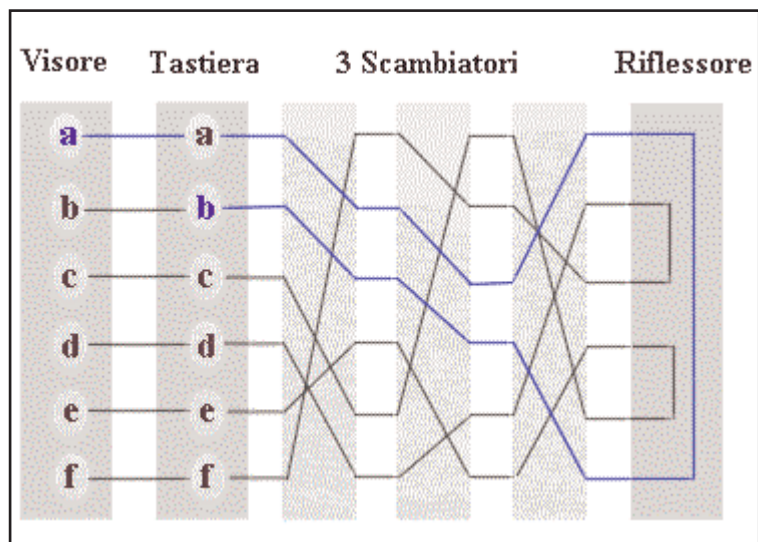 Visore Tastiera 3 Scambiatori Riflessore
a a
b b
c c
d d
e e
f f